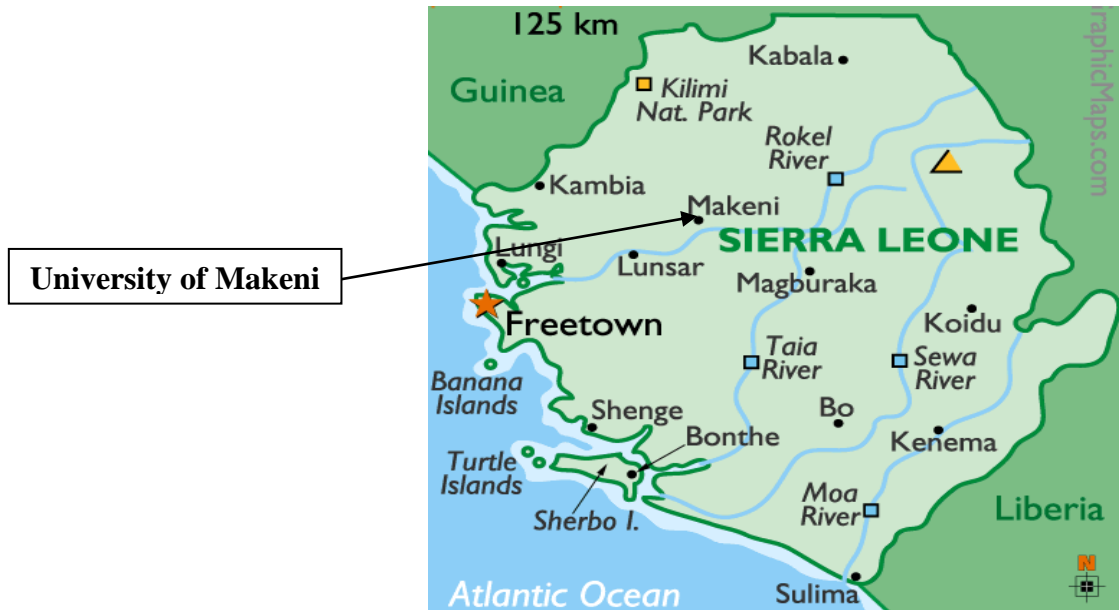 125 km
GraphicMaps.com
Kabala
Guinea
Kilimi
Nat. Park
Rokel
River
Kambia
Makeni
SIERRA LEONE
Lungi
Lunsar
University of Makeni
Magburaka
Freetown
Koidu
Taia
River
Sewa
River
Banana
Islands
Shenge
Bo
Bonthe
Kenema
Turtle
Islands
Moa
River
Liberia
Sherbo I.
N
Atlantic Ocean
Sulima